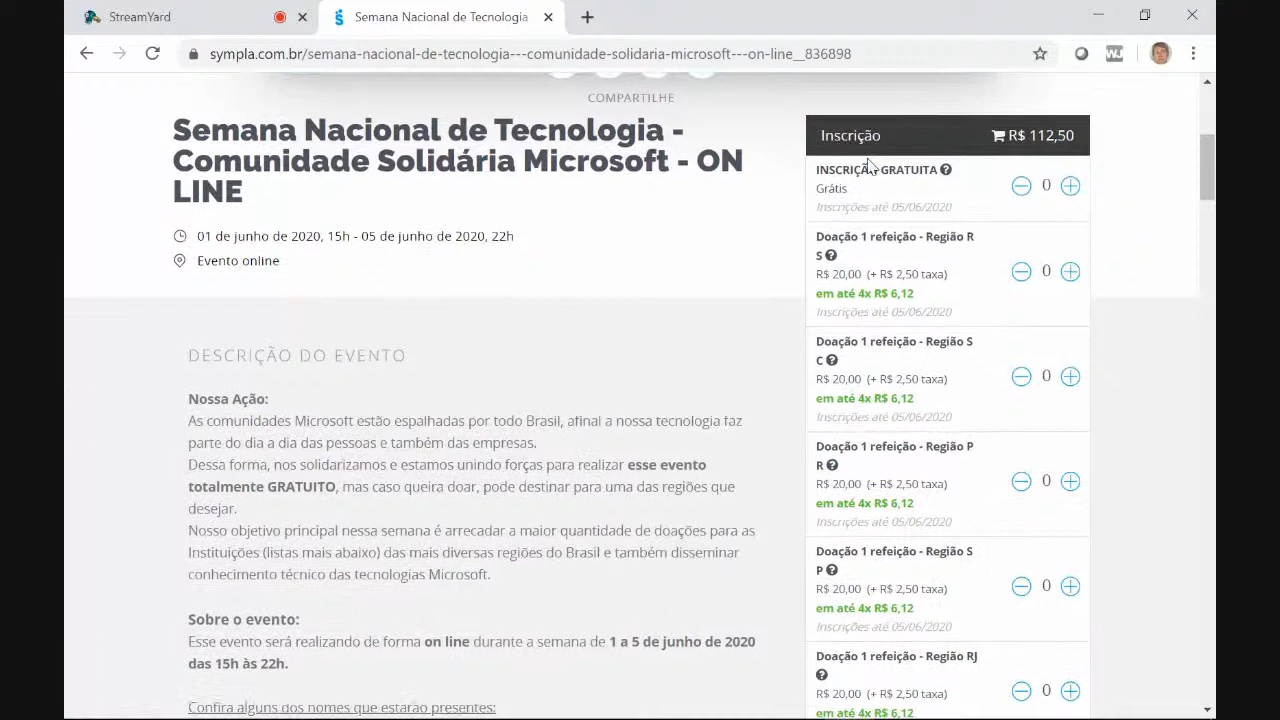 StreamYard
Semana Nacional de Tecnologia
sympla.com.br/semana-nacional-de-tecnologia---comunidade-solidaria-microsoft---on-line__836898
COMPARTILHE
Semana Nacional de Tecnologia -
Comunidade Solidária Microsoft - ON
LINE
01 de junho de 2020, 15h - 05 de junho de 2020, 22h
Evento online
DESCRIÇÃO DO EVENTO
Nossa Ação:
As comunidades Microsoft estão espalhadas por todo Brasil, afinal a nossa tecnologia faz
parte do dia a dia das pessoas e também das empresas.
Dessa forma, nos solidarizamos e estamos unindo forças para realizar esse evento
totalmente GRATUITO, mas caso queira doar, pode destinar para uma das regiões que
desejar.
Nosso objetivo principal nessa semana é arrecadar a maior quantidade de doações para as
Instituições (listas mais abaixo) das mais diversas regiões do Brasil e também disseminar
conhecimento técnico das tecnologias Microsoft.
Sobre o evento:
Esse evento será realizando de forma on line durante a semana de 1 a 5 de junho de 2020
das 15h às 22h.
Confira alguns dos nomes que estarão presentes:
Inscrição R$ 112,50
INSCRIÇÃO GRATUITA
Grátis 0
Inscrições até 05/06/2020
Doação 1 refeição - Região R
S
R$ 20,00 (+ R$ 2,50 taxa) 0
em até 4x R$ 6,12
Inscrições até 05/06/2020
Doação 1 refeição - Região S
C
R$ 20,00 (+ R$ 2,50 taxa) 0
em até 4x R$ 6,12
Inscrições até 05/06/2020
Doação 1 refeição - Região P
R
R$ 20,00 (+ R$ 2,50 taxa) 0
em até 4x R$ 6,12
Inscrições até 05/06/2020
Doação 1 refeição - Região S
P
R$ 20,00 (+ R$ 2,50 taxa) 0
em até 4x R$ 6,12
Inscrições até 05/06/2020
Doação 1 refeição - Região RJ
R$ 20,00 (+ R$ 2,50 taxa) 0
em até 4x R$ 6,12